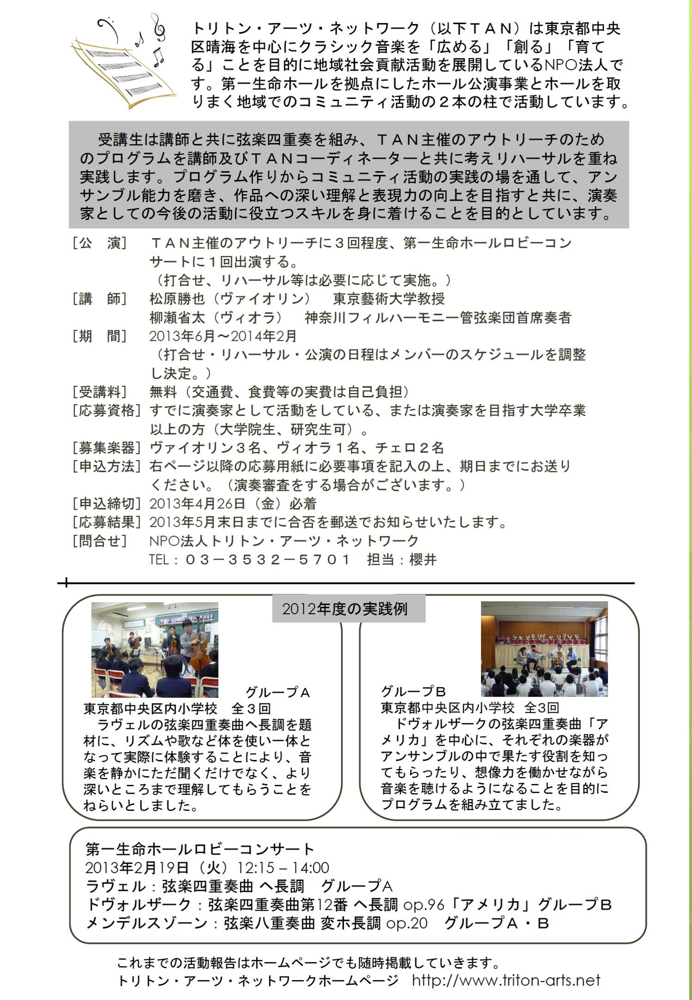 トリトン・アーツ・ネットワーク（以下ＴＡＮ）は東京都中央
区晴海を中心にクラシック音楽を「広める」「創る」「育て
る」ことを目的に地域社会貢献活動を展開しているNPO法人で
す。第一生命ホールを拠点にしたホール公演事業とホールを取
りまく地域でのコミュニティ活動の２本の柱で活動しています。
受講生は講師と共に弦楽四重奏を組み、ＴＡＮ主催のアウトリーチのため
のプログラムを講師及びＴＡＮコーディネーターと共に考えリハーサルを重ね
実践します。プログラム作りからコミュニティ活動の実践の場を通して、アン
サンブル能力を磨き、作品への深い理解と表現力の向上を目指すと共に、演奏
家としての今後の活動に役立つスキルを身に着けることを目的としています。
［公　演］　ＴＡＮ主催のアウトリーチに３回程度、第一生命ホールロビーコン
サートに１回出演する。
（打合せ、リハーサル等は必要に応じて実施。）
［講　師］　松原勝也（ヴァイオリン）　東京藝術大学教授
柳瀬省太（ヴィオラ）　神奈川フィルハーモニー管弦楽団首席奏者
［期　間］　2013年6月～2014年2月
（打合せ・リハーサル・公演の日程はメンバーのスケジュールを調整
し決定。）
［受講料］　無料（交通費、食費等の実費は自己負担）
［応募資格］すでに演奏家として活動をしている、または演奏家を目指す大学卒業
以上の方（大学院生、研究生可）。
［募集楽器］ヴァイオリン３名、ヴィオラ１名、チェロ２名
［申込方法］右ページ以降の応募用紙に必要事項を記入の上、期日までにお送り
ください。（演奏審査をする場合がございます。）
［申込締切］2013年4月26日（金）必着
［応募結果］2013年5月末日までに合否を郵送でお知らせいたします。
［問合せ］　NPO法人トリトン・アーツ・ネットワーク
TEL：０３－３５３２－５７０１　担当：櫻井
2012年度の実践例
グループＡ
東京都中央区内小学校　全３回
ラヴェルの弦楽四重奏曲ヘ長調を題
材に、リズムや歌など体を使い一体と
なって実際に体験することにより、音
楽を静かにただ聞くだけでなく、より
深いところまで理解してもらうことを
ねらいとしました。
グループＢ
東京都中央区内小学校　全3回
ドヴォルザークの弦楽四重奏曲「ア
メリカ」を中心に、それぞれの楽器が
アンサンブルの中で果たす役割を知っ
てもらったり、想像力を働かせながら
音楽を聴けるようになることを目的に
プログラムを組み立てました。
第一生命ホールロビーコンサート
2013年2月19日（火）12:15 – 14:00
ラヴェル：弦楽四重奏曲 ヘ長調　グループA
ドヴォルザーク：弦楽四重奏曲第12番 ヘ長調 op.96「アメリカ」グループＢ
メンデルスゾーン：弦楽八重奏曲 変ホ長調 op.20　グループＡ・Ｂ
これまでの活動報告はホームページでも随時掲載していきます。
トリトン・アーツ・ネットワークホームページ　http://www.triton-arts.net